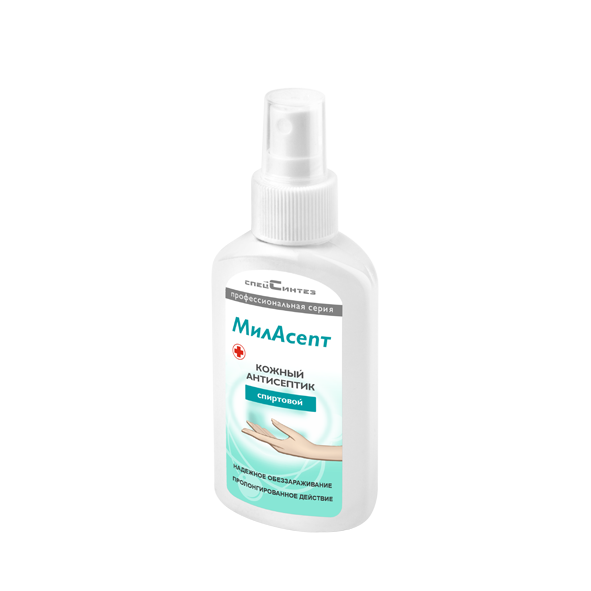 СПЕЦСИНТЕЗ
профессиональная серия
МилАсепт
КОЖНЫЙ
АНТИСЕПТИК
спиртовой
НАДЕЖНОЕ ОБЕЗЗАРАЖИВАНИЕ
ПРОЛОНГИРОВАННОЕ ДЕЙСТВИЕ